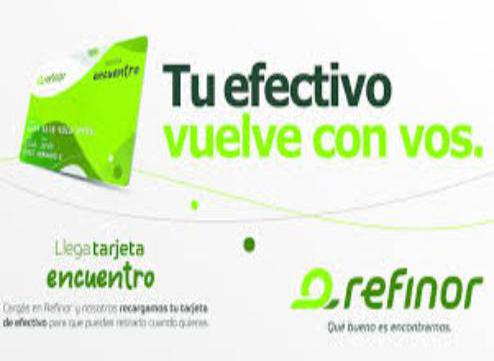 refinor
encuentro
Tu efectivo
vuelve con vos.
Llega tarjeta
encuentro
Cargás en Refinor y nosotros recargamos tu tarjeta
de efectivo para que puedas retirarlo cuando quieras.
refinor
Qué bueno es encontrarnos.